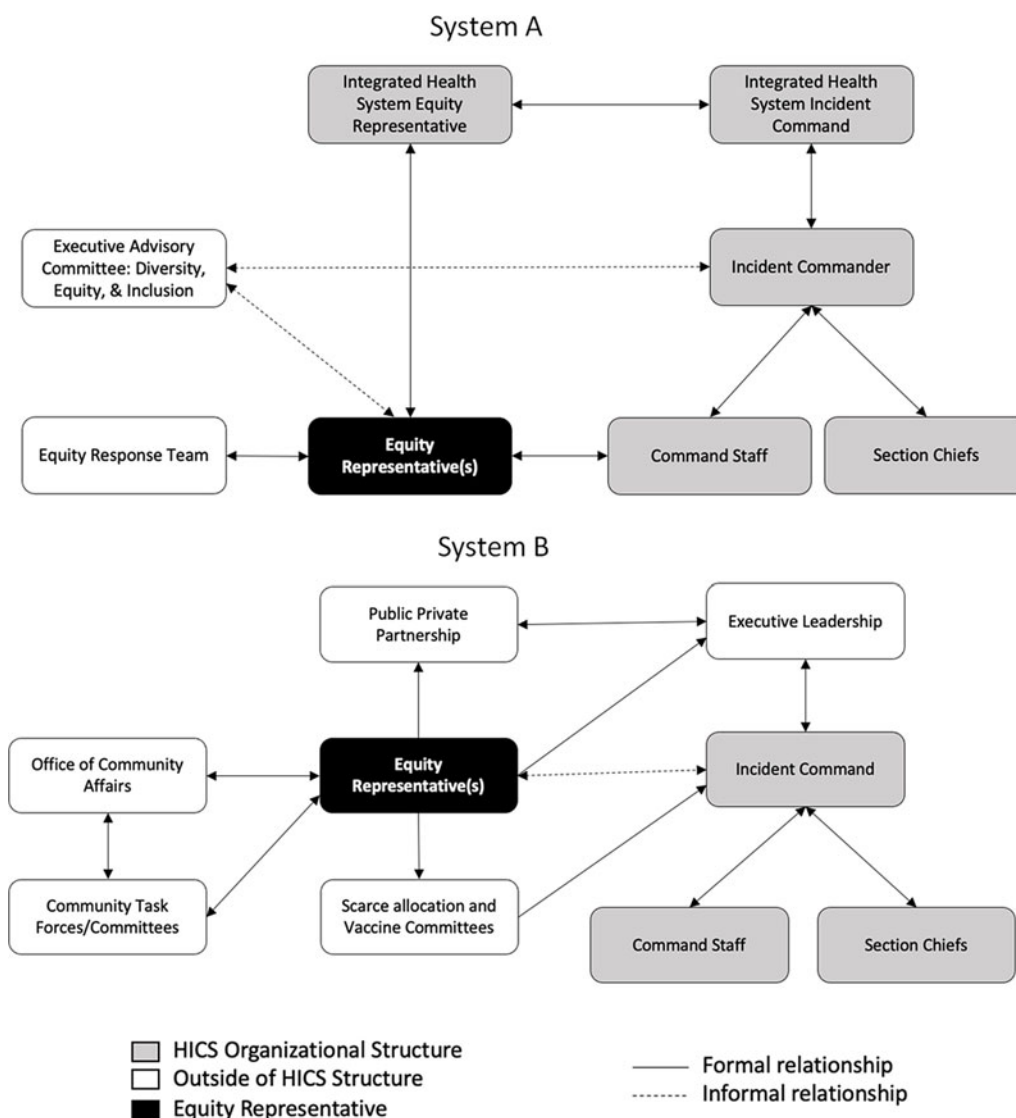 System A
Integrated Health
System Equity
Representative
Integrated Health
System Incident
Command
Executive Advisory
Committee: Diversity,
Equity, & Inclusion
Incident Commander
Equity Response Team
Equity
Representative(s)
Command Staff
Section Chiefs
System B
Public Private
Partnership
Executive Leadership
Office of Community
Affairs
Equity
Representative(s)
Incident Command
Community Task
Forces/Committees
Scarce allocation and
Vaccine Committees
Command Staff
Section Chiefs
HICS Organizational Structure
Outside of HICS Structure
Equity Representative
Formal relationship
Informal relationship